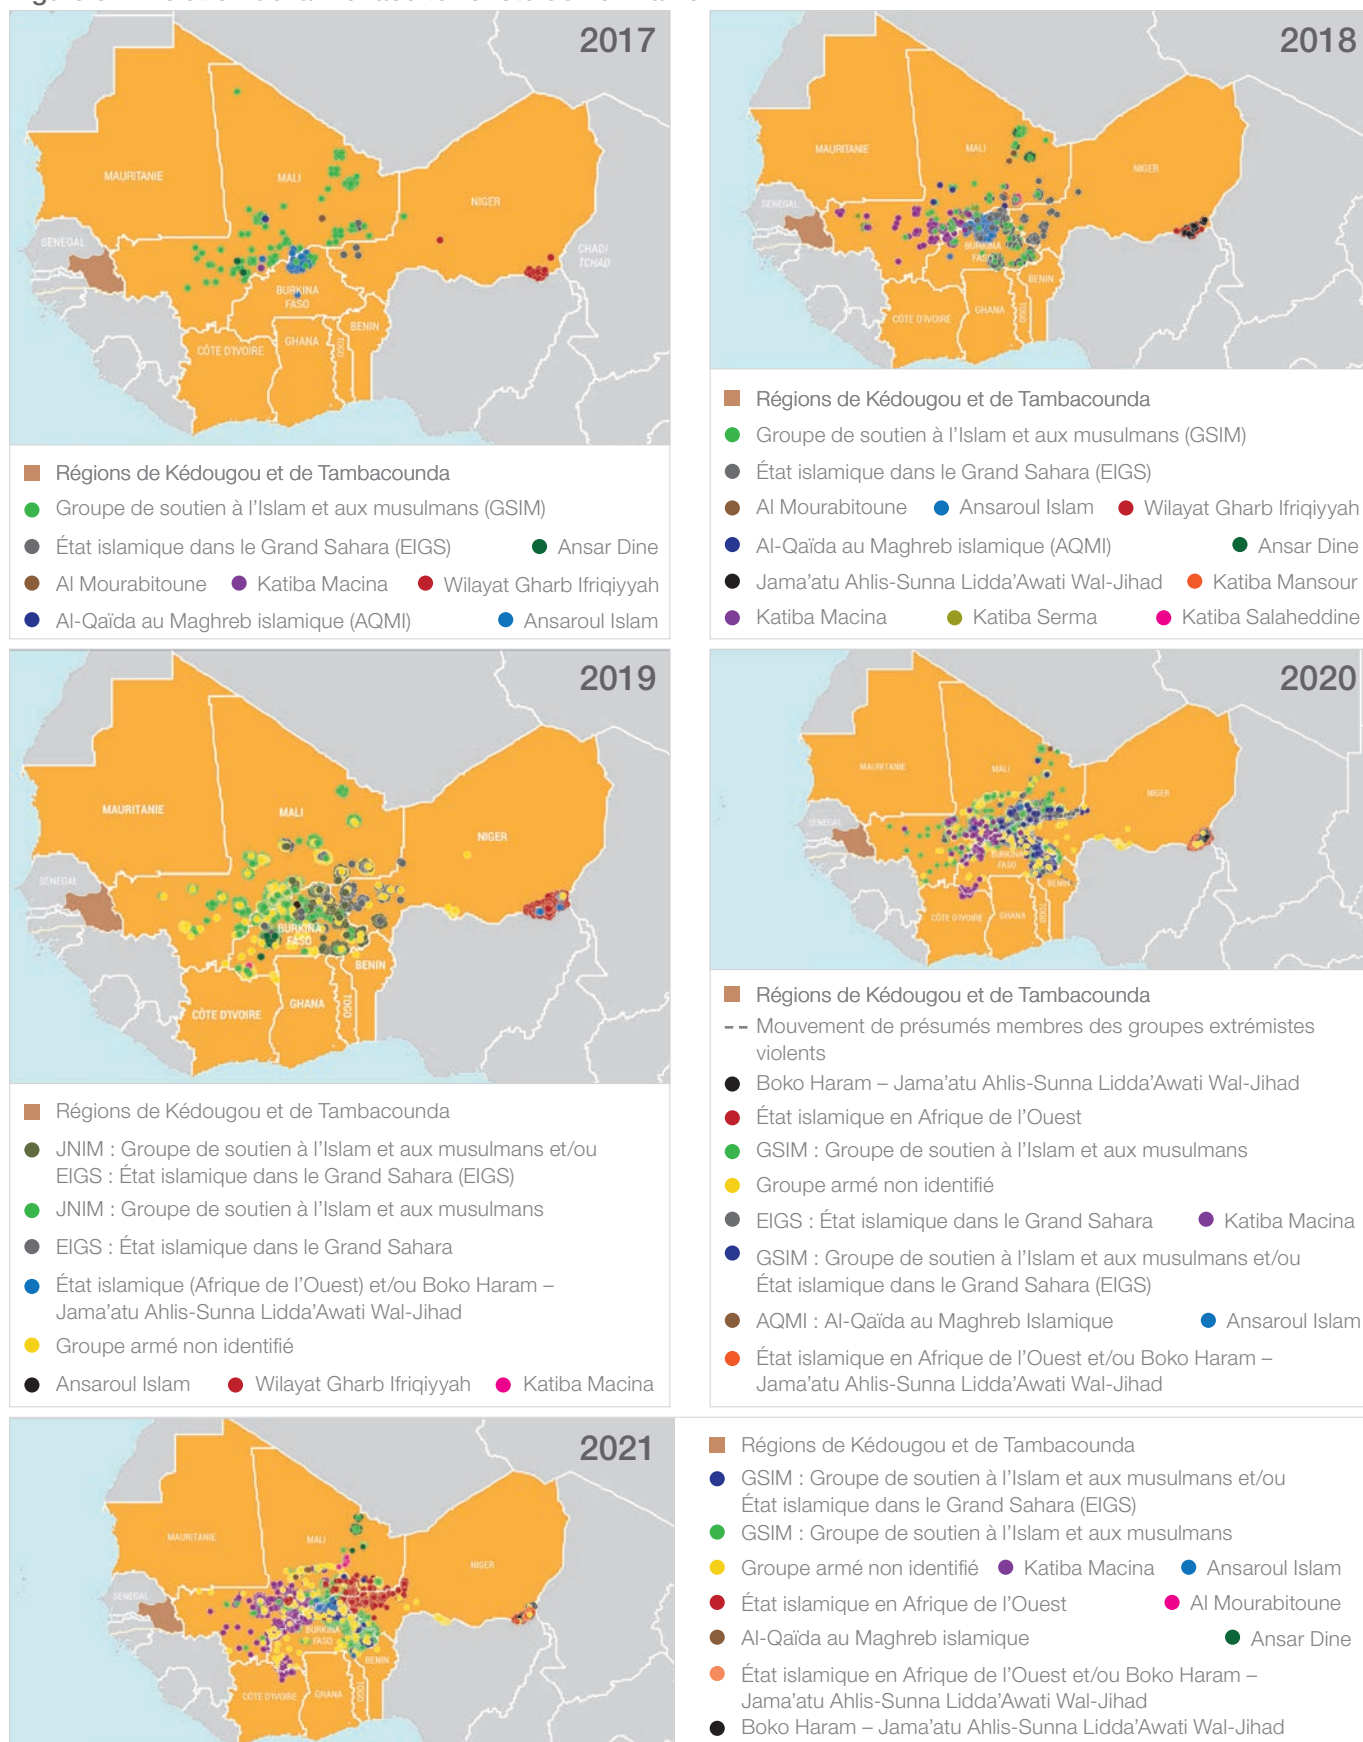 2017
MAURITANIE
MALI
NIGER
SÉNÉGAL
CHAD/
TCHAD
BURKINA
FASO
BENIN
CÔTE D'IVOIRE
GHANA
TOGO
Régions de Kédougou et de Tambacounda
Groupe de soutien à l'Islam et aux musulmans (GSIM)
État islamique dans le Grand Sahara (EIGS)
Ansar Dine
Al Mourabitoune
Katiba Macina
Wilayat Gharb Ifriqiyyah
Al-Qaïda au Maghreb islamique (AQMI)
Ansaroul Islam
2018
MAURITANIE
MALI
NIGER
SÉNÉGAL
BURKINA
FASO
BENIN
CÔTE D'IVOIRE
GHANA
TOGO
Régions de Kédougou et de Tambacounda
Groupe de soutien à l'Islam et aux musulmans (GSIM)
État islamique dans le Grand Sahara (EIGS)
Al Mourabitoune
Ansaroul Islam
Wilayat Gharb Ifriqiyyah
Al-Qaïda au Maghreb islamique (AQMI)
Ansar Dine
Jama'atu Ahlis-Sunna Lidda'Awati Wal-Jihad
Katiba Mansour
Katiba Macina
Katiba Serma
Katiba Salaheddine
2019
MAURITANIE
MALI
NIGER
SÉNÉGAL
BURKINA
FASO
BENIN
CÔTE D'IVOIRE
GHANA
TOGO
Régions de Kédougou et de Tambacounda
JNIM : Groupe de soutien à l'Islam et aux musulmans et/ou
EIGS : État islamique dans le Grand Sahara (EIGS)
JNIM : Groupe de soutien à l'Islam et aux musulmans
EIGS : État islamique dans le Grand Sahara
État islamique (Afrique de l'Ouest) et/ou Boko Haram –
Jama'atu Ahlis-Sunna Lidda'Awati Wal-Jihad
Groupe armé non identifié
Ansaroul Islam
Wilayat Gharb Ifriqiyyah
Katiba Macina
2020
MAURITANIE
MALI
NIGER
SÉNÉGAL
BURKINA
FASO
BENIN
CÔTE D'IVOIRE
GHANA
TOGO
Régions de Kédougou et de Tambacounda
Mouvement de présumés membres des groupes extrémistes
violents
Boko Haram – Jama'atu Ahlis-Sunna Lidda'Awati Wal-Jihad
État islamique en Afrique de l'Ouest
GSIM : Groupe de soutien à l'Islam et aux musulmans
Groupe armé non identifié
EIGS : État islamique dans le Grand Sahara
Katiba Macina
GSIM : Groupe de soutien à l'Islam et aux musulmans et/ou
État islamique dans le Grand Sahara (EIGS)
AQMI : Al-Qaïda au Maghreb Islamique
Ansaroul Islam
État islamique en Afrique de l'Ouest et/ou Boko Haram –
Jama'atu Ahlis-Sunna Lidda'Awati Wal-Jihad
2021
MAURITANIE
MALI
NIGER
SÉNÉGAL
BURKINA
FASO
BENIN
CÔTE D'IVOIRE
GHANA
TOGO
Régions de Kédougou et de Tambacounda
GSIM : Groupe de soutien à l'Islam et aux musulmans et/ou
État islamique dans le Grand Sahara (EIGS)
GSIM : Groupe de soutien à l'Islam et aux musulmans
Groupe armé non identifié
Katiba Macina
Ansaroul Islam
État islamique en Afrique de l'Ouest
Al Mourabitoune
Al-Qaïda au Maghreb islamique
Ansar Dine
État islamique en Afrique de l'Ouest et/ou Boko Haram –
Jama'atu Ahlis-Sunna Lidda'Awati Wal-Jihad
Boko Haram – Jama'atu Ahlis-Sunna Lidda'Awati Wal-Jihad